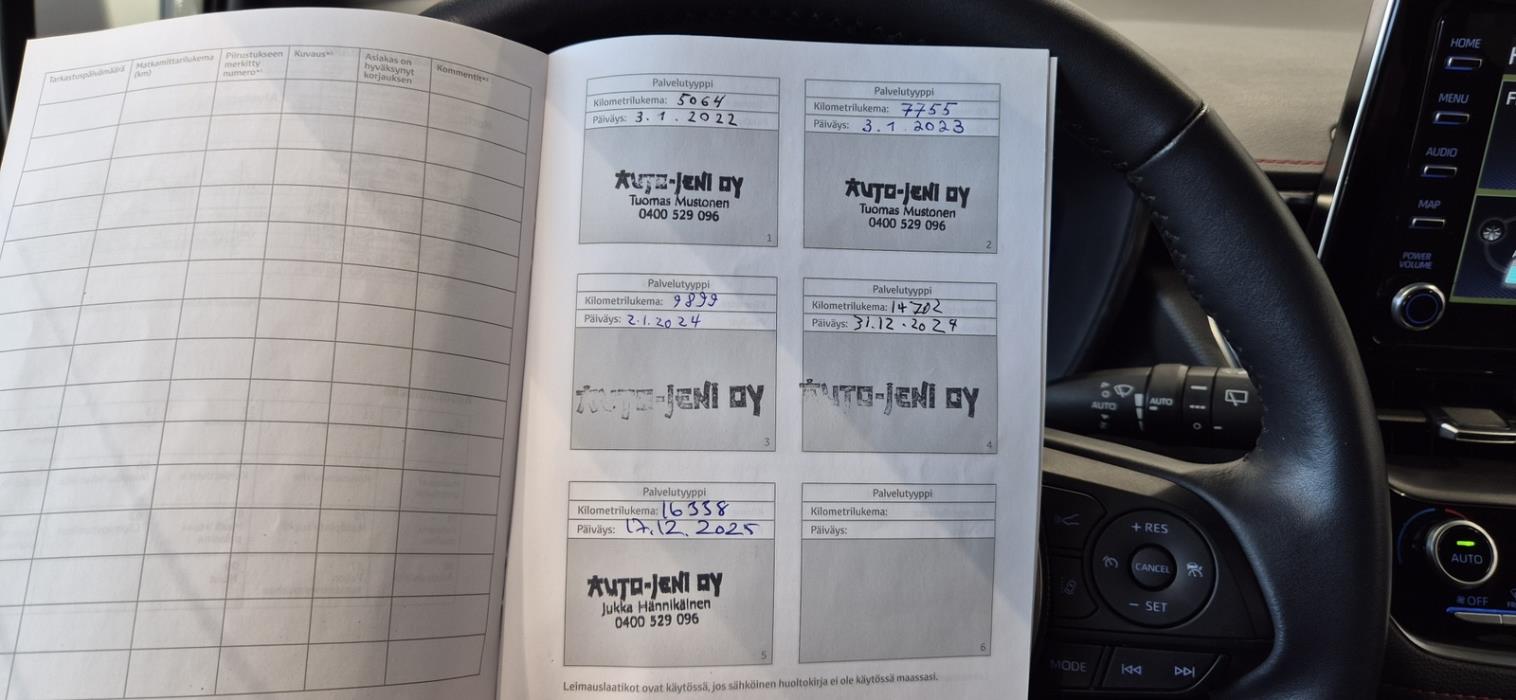 Tarkastuspäivämäärä
Matkamittarilukema
(km)
Piirustukseen
merkitty
numero*¹
Kuvaus*²
Asiakas on
hyväksynyt
korjauksen
Kommentit*³
Palvelutyyppi
Kilometrilukema: 5064
Päiväys: 3.1.2022
AUTO-JENI OY
Tuomas Mustonen
0400 529 096
1
Palvelutyyppi
Kilometrilukema: 7755
Päiväys: 3.1.2023
AUTO-JENI OY
Tuomas Mustonen
0400 529 096
2
Palvelutyyppi
Kilometrilukema: 9899
Päiväys: 2.1.2024
AUTO-JENI OY
3
Palvelutyyppi
Kilometrilukema: 14702
Päiväys: 31.12.2024
AUTO-JENI OY
4
Palvelutyyppi
Kilometrilukema: 16338
Päiväys: 17.12.2025
AUTO-JENI OY
Jukka Hännikäinen
0400 529 096
5
Palvelutyyppi
Kilometrilukema:
Päiväys:
6
Leimauslaatikot ovat käytössä, jos sähköinen huoltokirja ei ole käytössä maassasi.
HOME
MENU
AUDIO
MAP
POWER
VOLUME
AUTO
AUTO
+ RES
CANCEL
− SET
MODE
AUTO
OFF